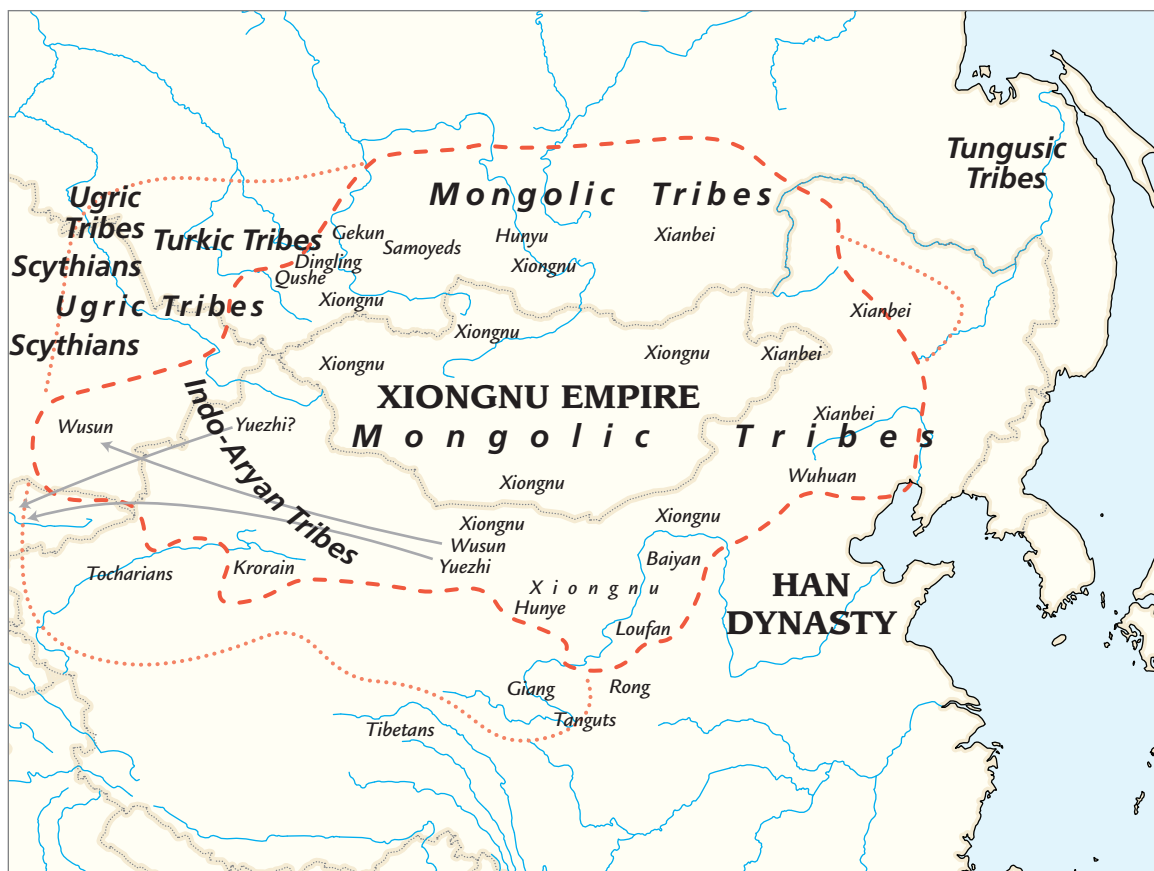 Tungusic
Tribes
Mongolic Tribes
Ugric
Tribes
Turkic Tribes
Gekun
Samoyeds
Hunyu
Xianbei
Scythians
Dingling
Qushe
Xiongnu
Xiongnu
Ugric Tribes
Xianbei
Scythians
Xiongnu
Xiongnu
Xiongnu
Xianbei
XIONGNU EMPIRE
Indo-Aryan Tribes
Wusun
Yuezhi?
Xianbei
Mongolic Tribes
Wuhuan
Xiongnu
Xiongnu
Xiongnu
Wusun
Yuezhi
Baiyan
Tocharians
Krorain
Xiongnu
Hunye
HAN
DYNASTY
Loufan
Giang
Rong
Tanguts
Tibetans